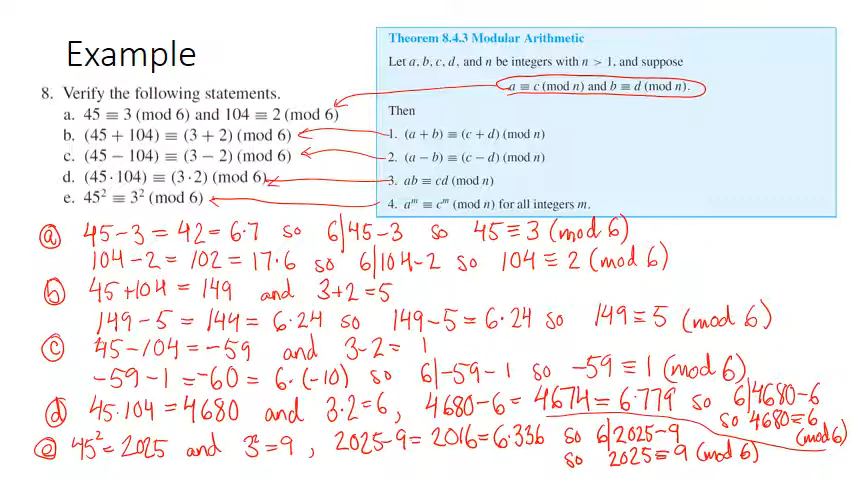 Example
8. Verify the following statements.
a. 45 ≡ 3 (mod 6) and 104 ≡ 2 (mod 6)
b. (45 + 104) ≡ (3 + 2) (mod 6)
c. (45 − 104) ≡ (3 − 2) (mod 6)
d. (45 · 104) ≡ (3 · 2) (mod 6)
e. 45² ≡ 3² (mod 6)
Theorem 8.4.3 Modular Arithmetic
Let a, b, c, d, and n be integers with n > 1, and suppose
a ≡ c (mod n) and b ≡ d (mod n).
Then
1. (a + b) ≡ (c + d) (mod n)
2. (a − b) ≡ (c − d) (mod n)
3. ab ≡ cd (mod n)
4. aᵐ ≡ cᵐ (mod n) for all integers m.
ⓐ 45−3 = 42 = 6·7 so 6|45−3 so 45 ≡ 3 (mod 6)
104−2 = 102 = 17·6 so 6|104−2 so 104 ≡ 2 (mod 6)
ⓑ 45+104 = 149 and 3+2=5
149−5 = 144 = 6·24 so 149−5 = 6·24 so 149 ≡ 5 (mod 6)
ⓒ 45−104 = −59 and 3−2 = 1
−59−1 = −60 = 6·(−10) so 6|−59−1 so −59 ≡ 1 (mod 6)
ⓓ 45·104 = 4680 and 3·2=6, 4680−6 = 4674 = 6·779 so 6|4680−6
so 4680≡6
(mod 6)
ⓔ 45² = 2025 and 3² = 9, 2025−9 = 2016 = 6·336 so 6|2025−9
so 2025 ≡ 9 (mod 6)